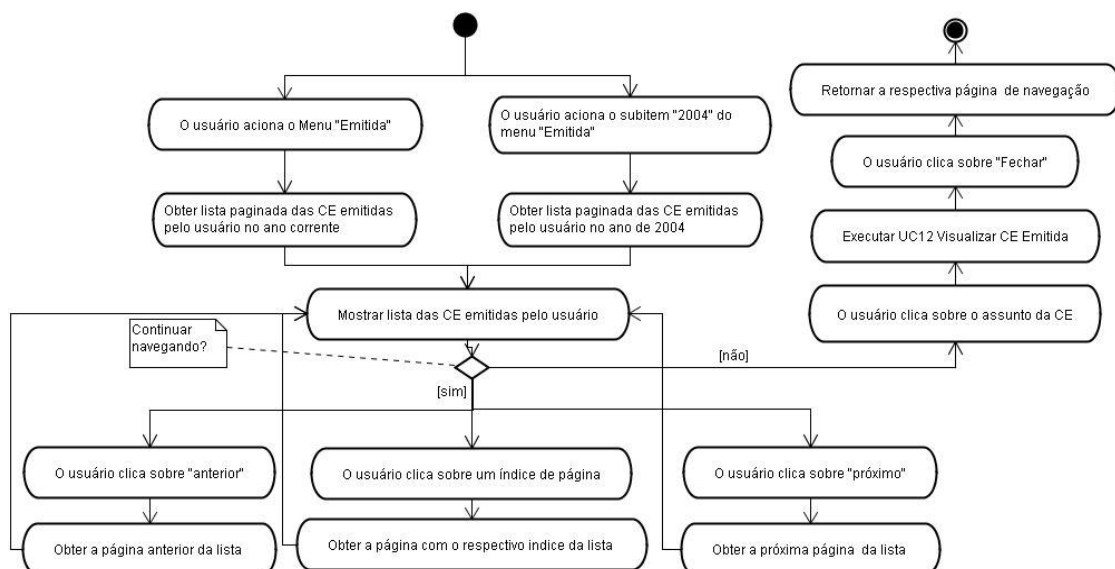 Retornar a respectiva página de navegação
O usuário aciona o Menu "Emitida"
O usuário aciona o subitem "2004" do
menu "Emitida"
O usuário clica sobre "Fechar"
Obter lista paginada das CE emitidas
pelo usuário no ano corrente
Obter lista paginada das CE emitidas
pelo usuário no ano de 2004
Executar UC12 Visualizar CE Emitida
Mostrar lista das CE emitidas pelo usuário
O usuário clica sobre o assunto da CE
Continuar
navegando?
[não]
[sim]
O usuário clica sobre "anterior"
O usuário clica sobre um índice de página
O usuário clica sobre "próximo"
Obter a página anterior da lista
Obter a página com o respectivo indice da lista
Obter a próxima página da lista